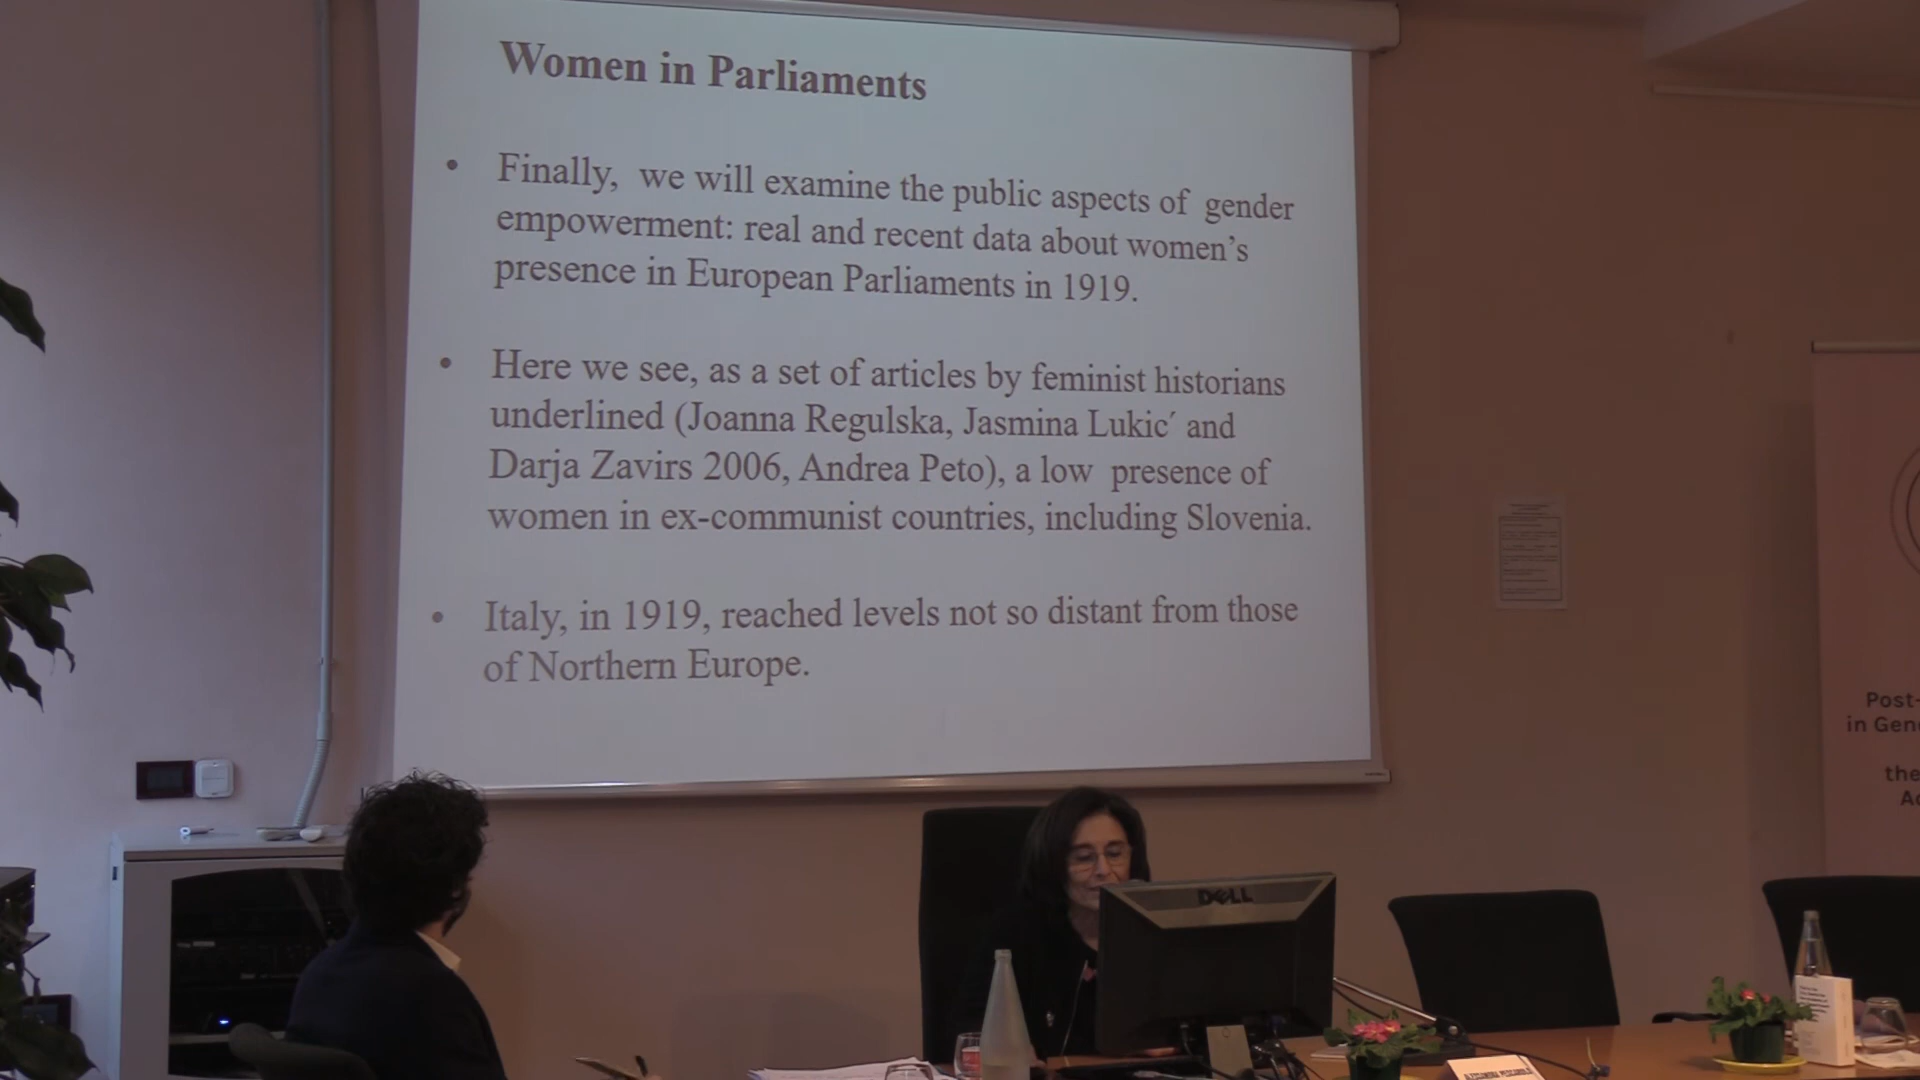 Women in Parliaments
• Finally, we will examine the public aspects of gender
empowerment: real and recent data about women's
presence in European Parliaments in 1919.
• Here we see, as a set of articles by feminist historians
underlined (Joanna Regulska, Jasmina Lukic´ and
Darja Zavirs 2006, Andrea Peto), a low presence of
women in ex-communist countries, including Slovenia.
• Italy, in 1919, reached levels not so distant from those
of Northern Europe.
Post-
in Gen
the
A
DELL